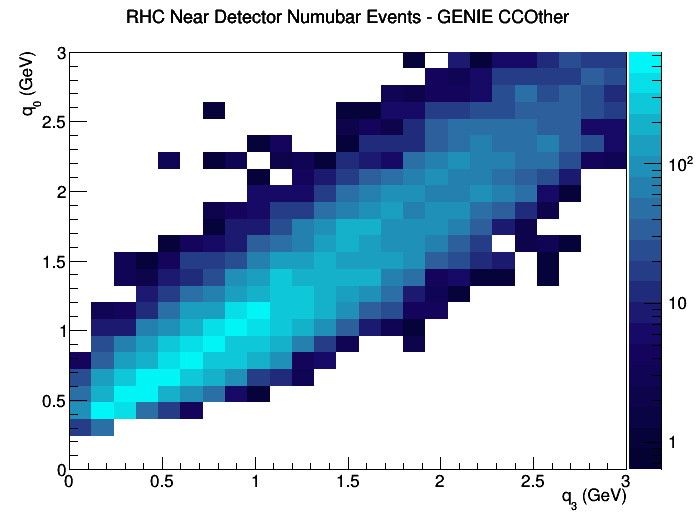 RHC Near Detector Numubar Events - GENIE CCOther
q0 (GeV)
3
2.5
2
1.5
1
0.5
0
0 0.5 1 1.5 2 2.5 3
q3 (GeV)
10²
10
1